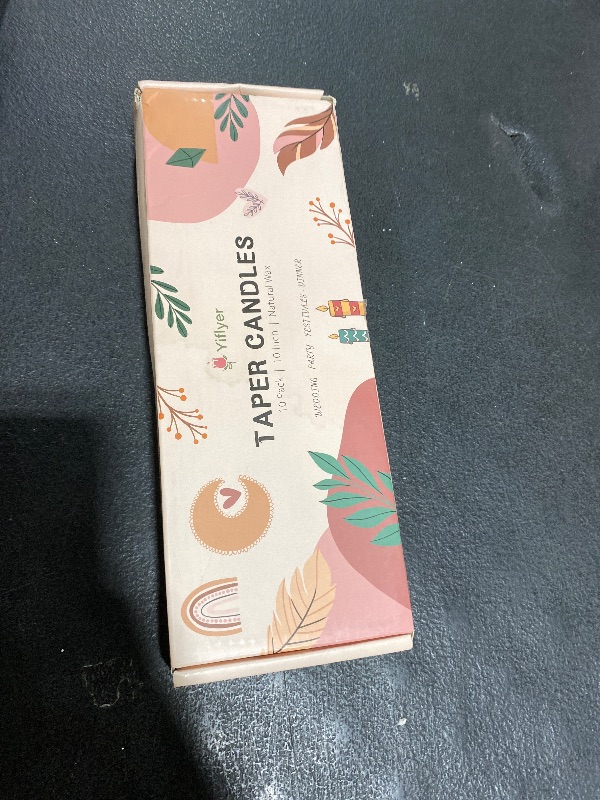 Yiflyer
TAPER CANDLES
10 Pack | 10 Inch | Natural Wax
WEDDING · PARTY · FESTIVALS · DINNER